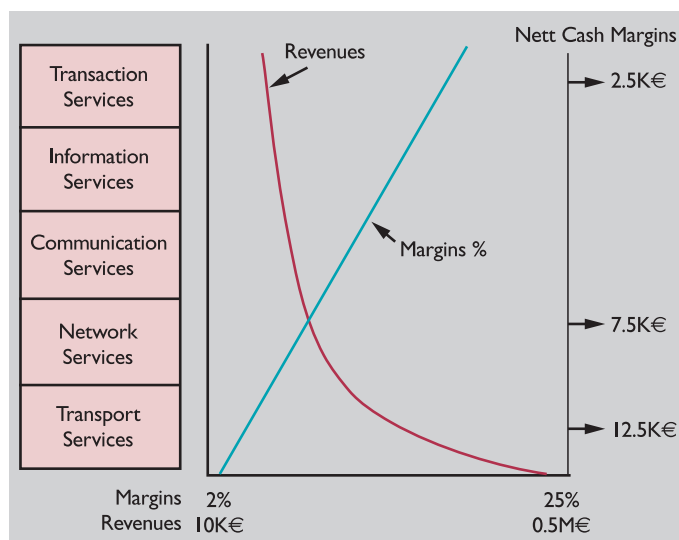 Nett Cash Margins
Revenues
Transaction
Services
2.5K€
Information
Services
Communication
Services
Margins %
Network
Services
7.5K€
Transport
Services
12.5K€
Margins 2% 25%
Revenues 10K€ 0.5M€